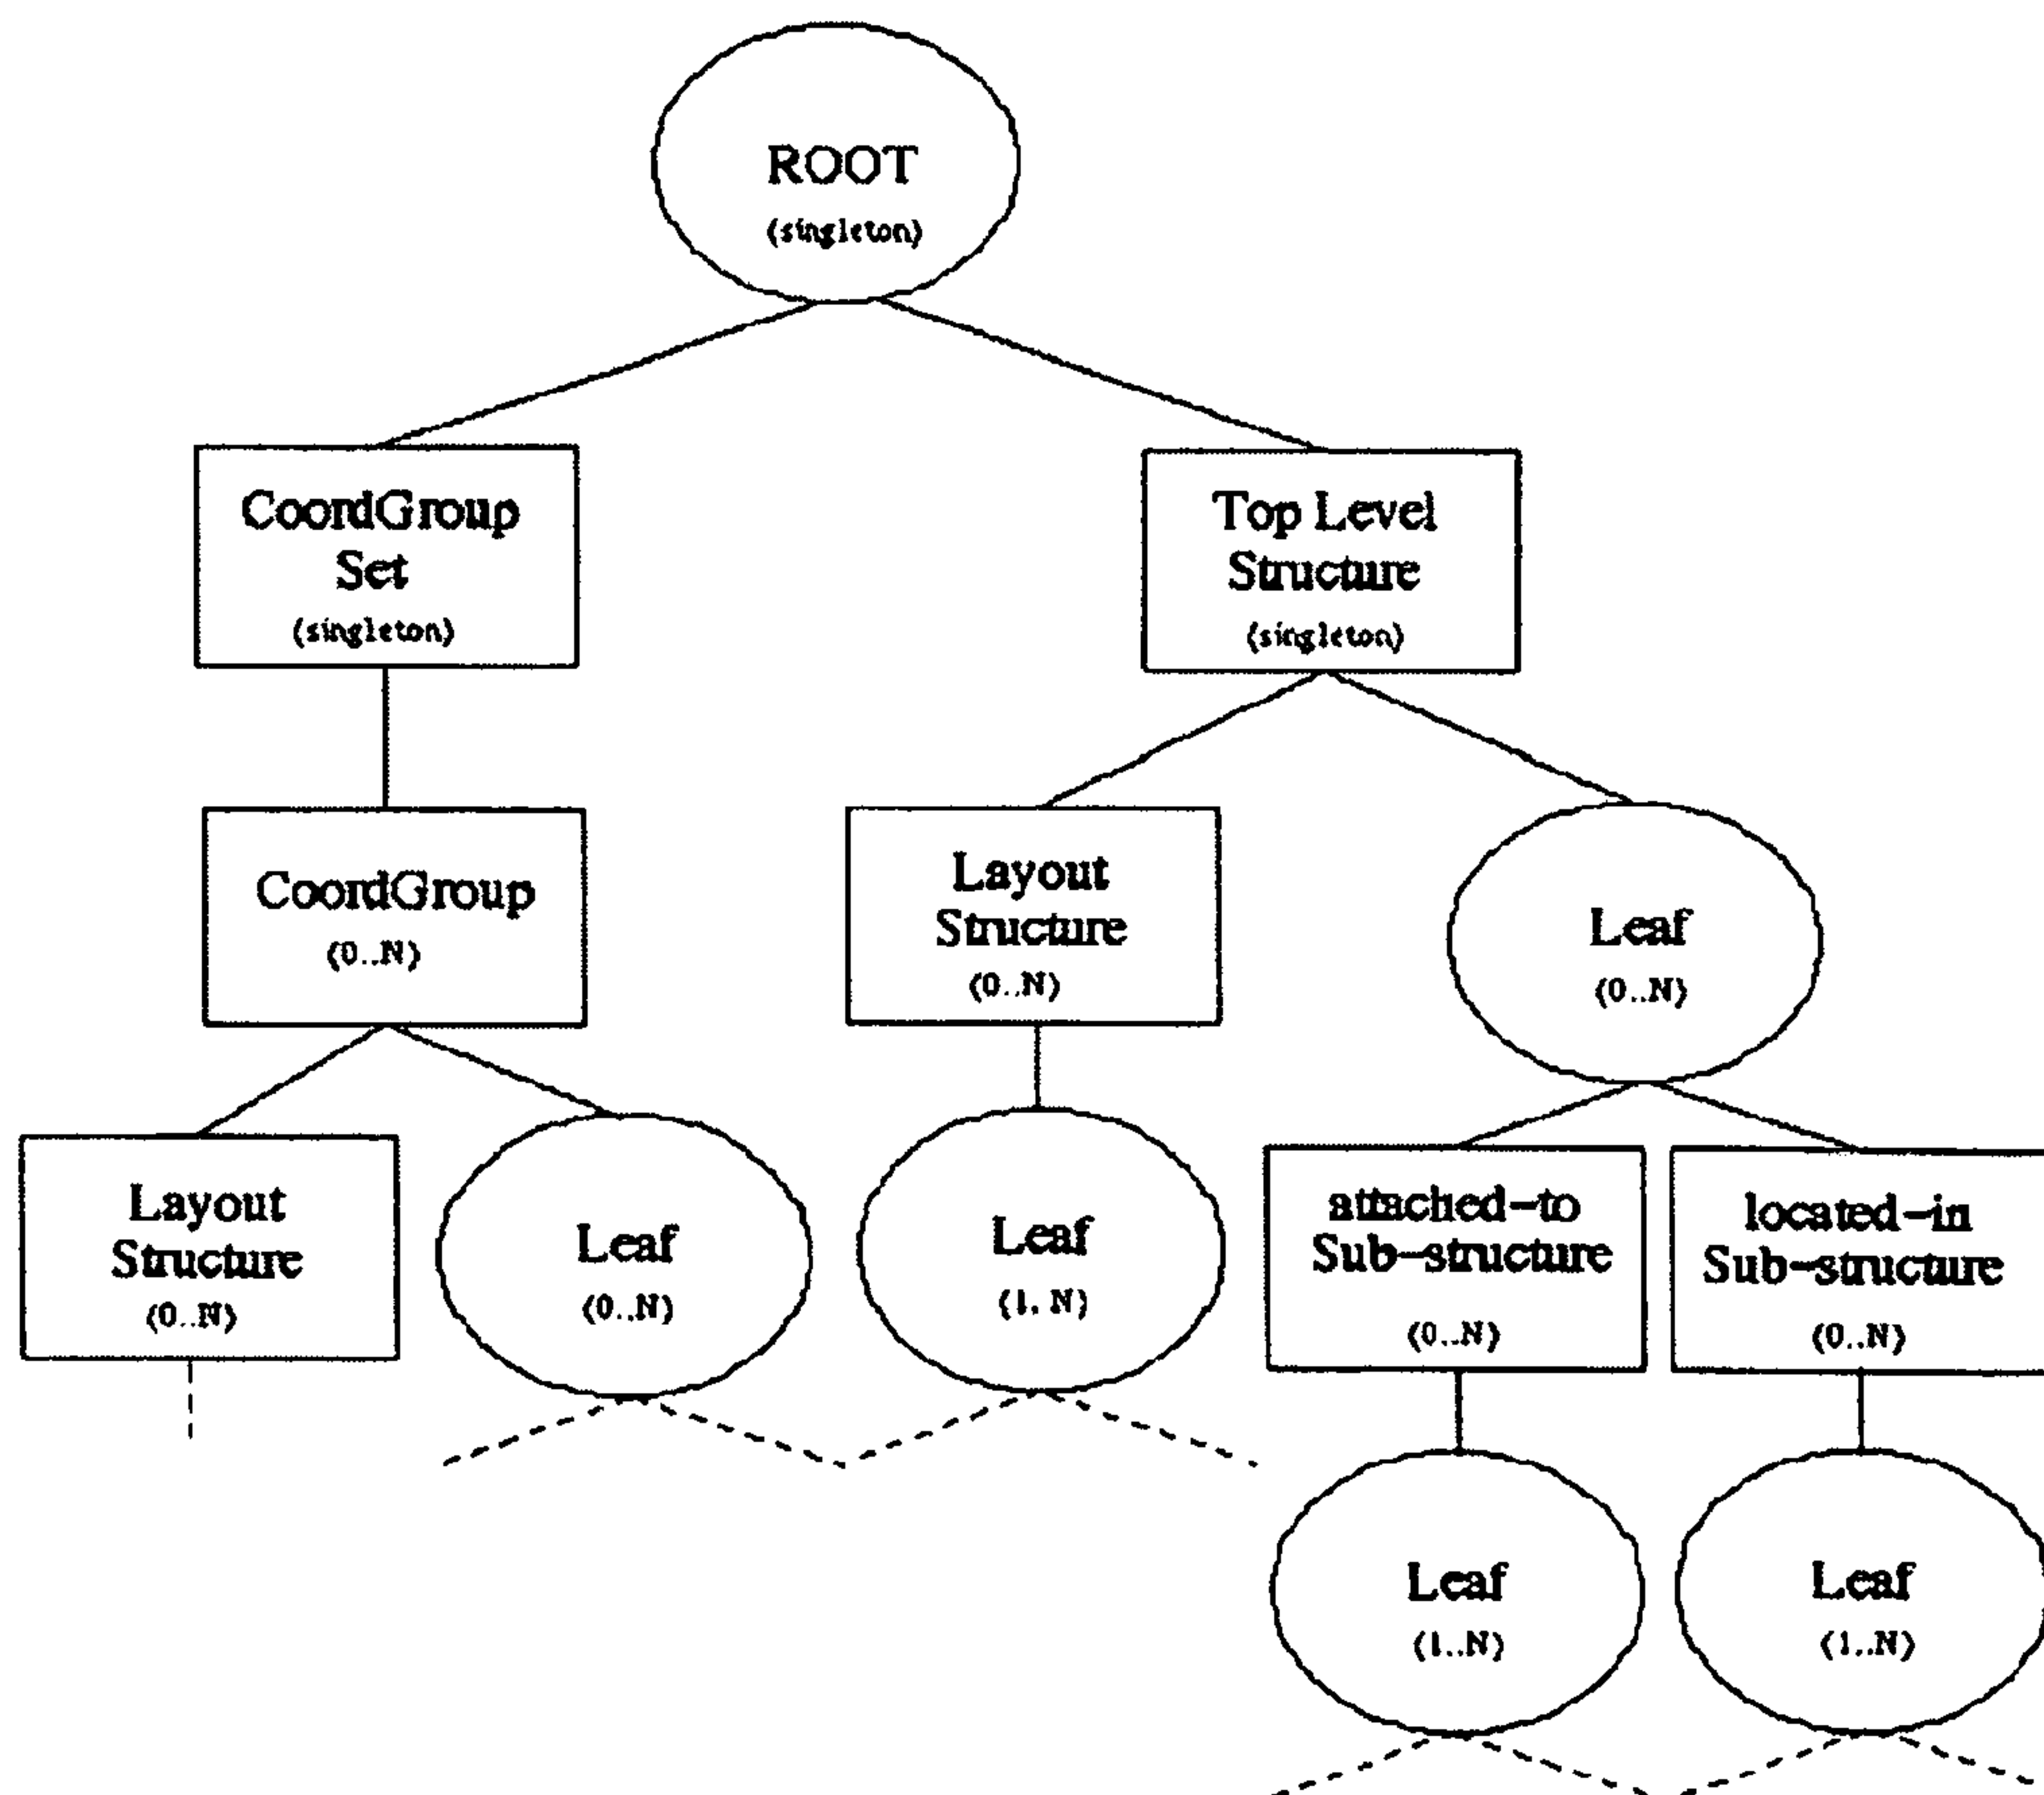 ROOT
(singleton)
CoordGroup
Set
(singleton)
Top Level
Structure
(singleton)
CoordGroup
(0..N)
Layout
Structure
(0..N)
Leaf
(0..N)
Layout
Structure
(0..N)
Leaf
(0..N)
Leaf
(1. N)
attached-to
Sub-structure
(0..N)
located-in
Sub-structure
(0..N)
Leaf
(1..N)
Leaf
(1..N)